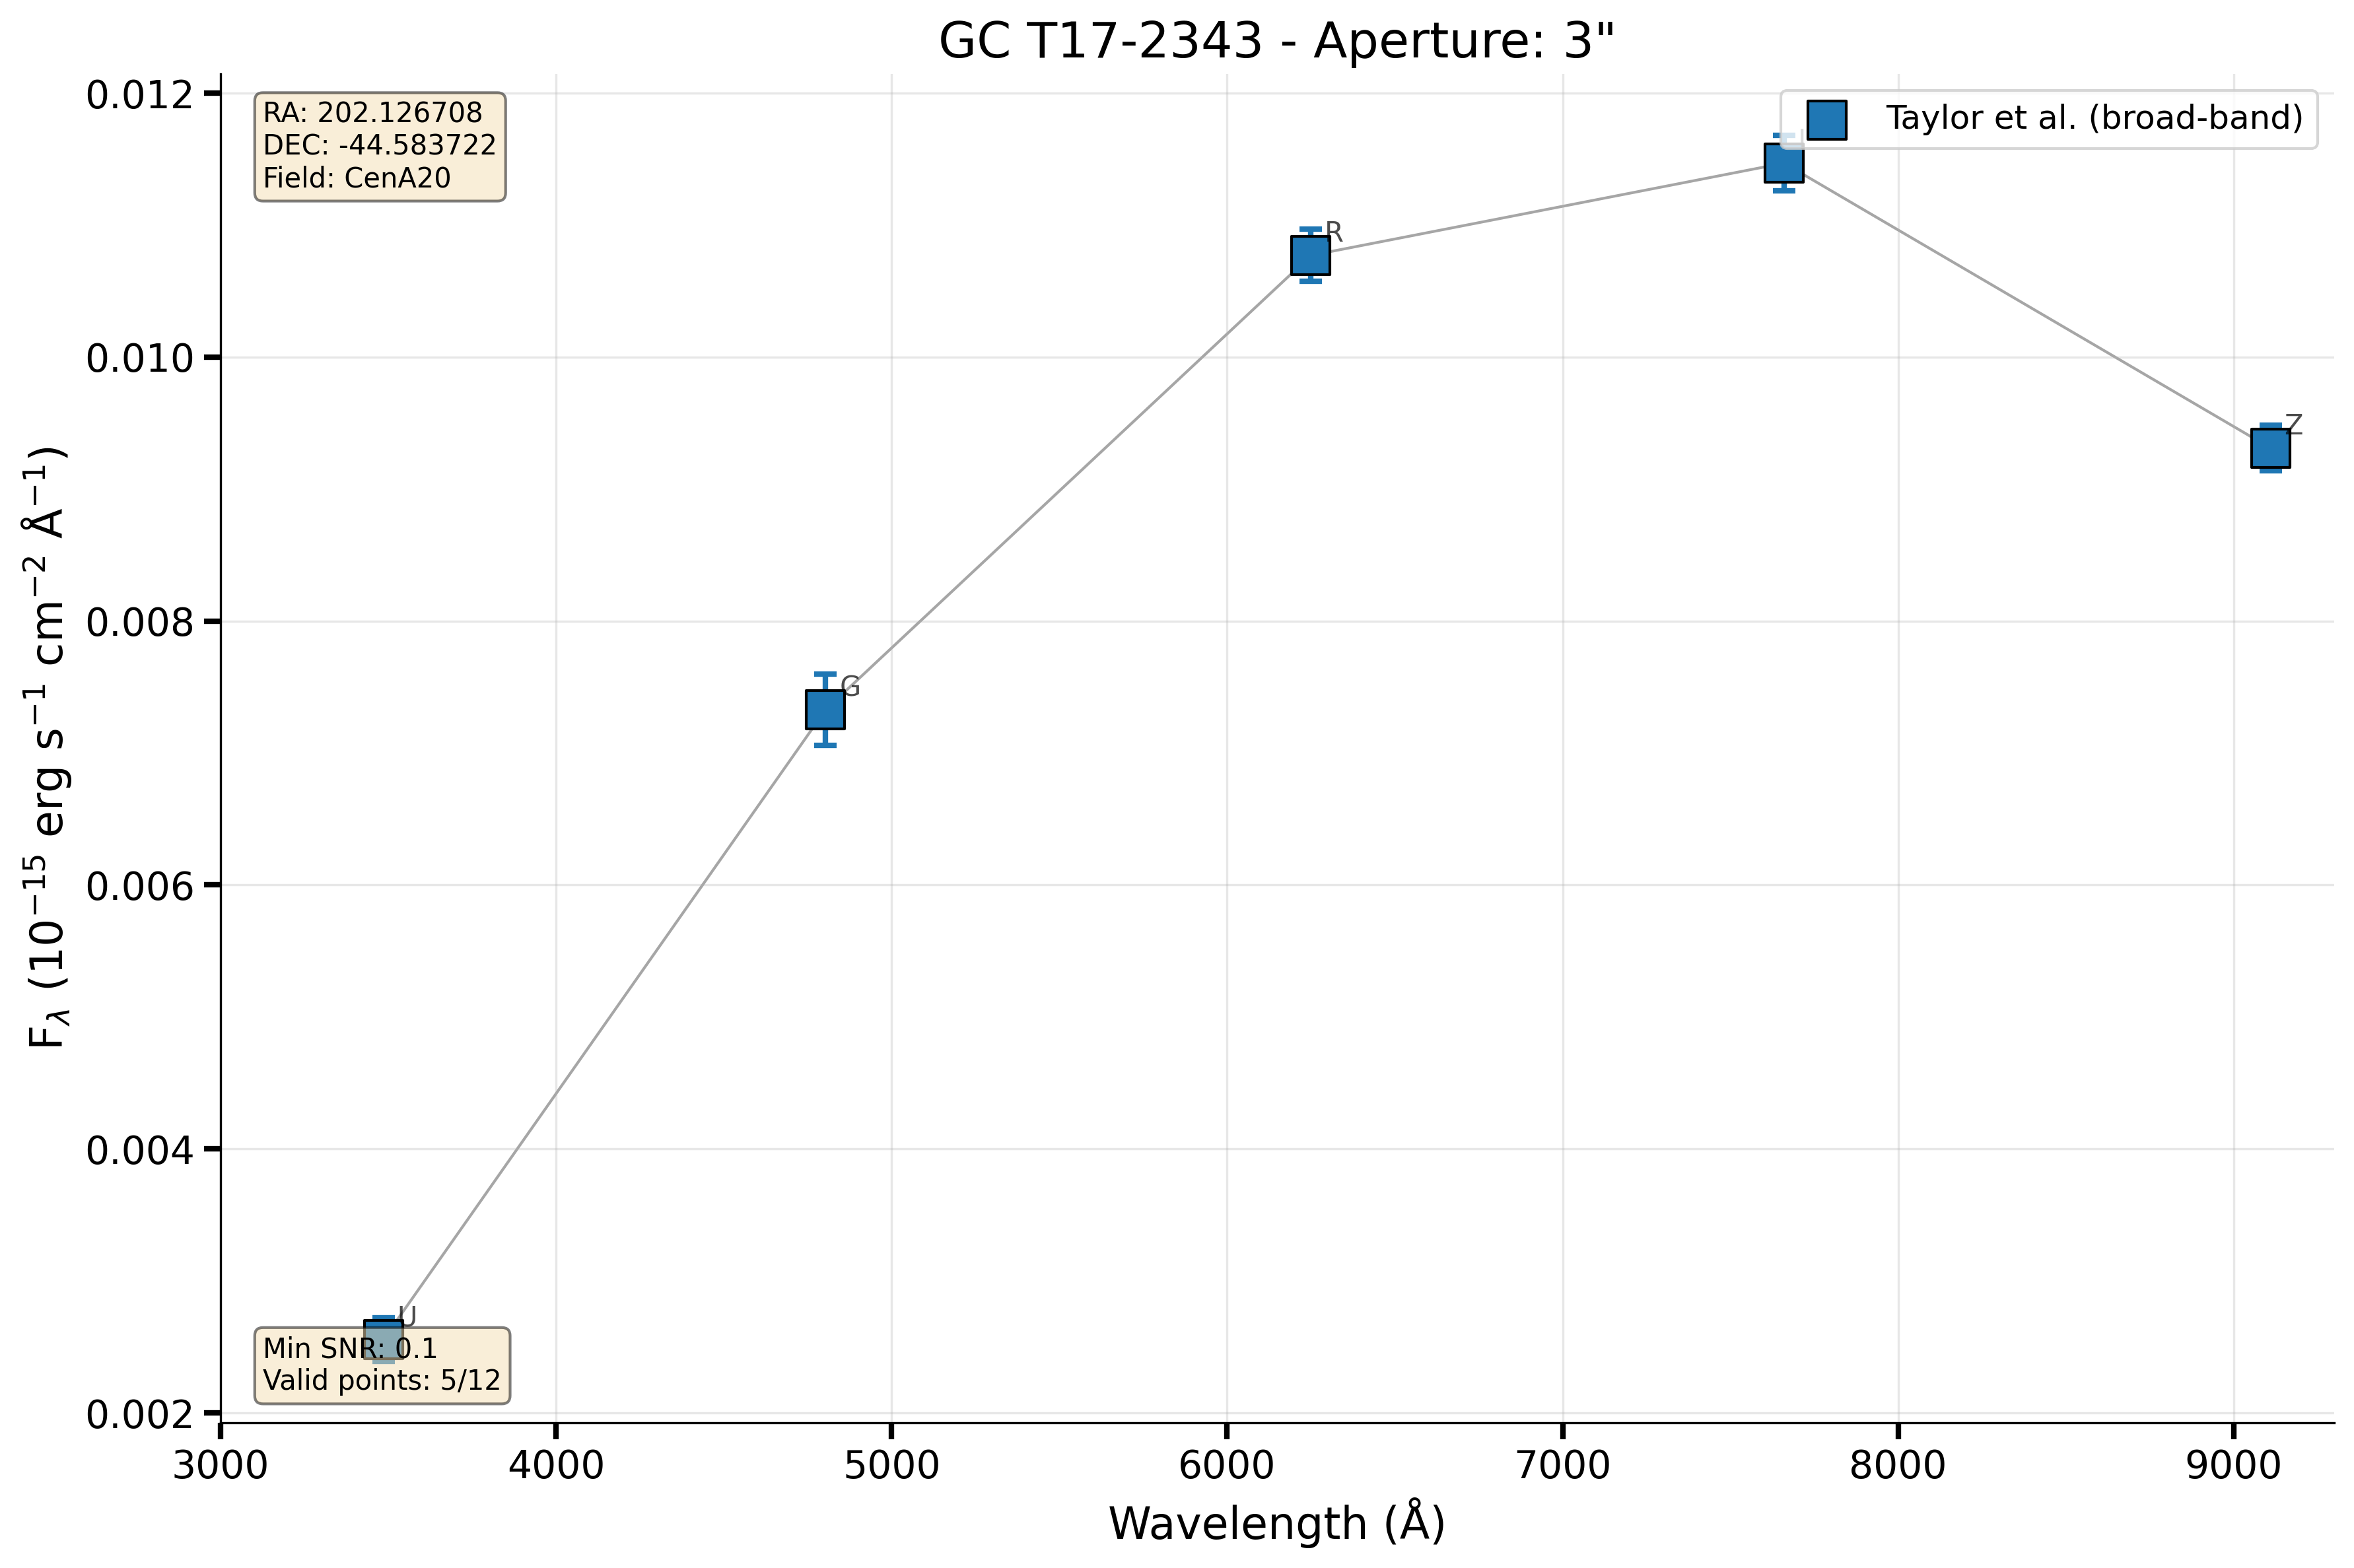 GC T17-2343 - Aperture: 3"
RA: 202.126708
DEC: -44.583722
Field: CenA20
Taylor et al. (broad-band)
I
R
Z
G
U
Min SNR: 0.1
Valid points: 5/12
0.012
0.010
0.008
0.006
0.004
0.002
F_λ (10⁻¹⁵ erg s⁻¹ cm⁻² Å⁻¹)
3000 4000 5000 6000 7000 8000 9000
Wavelength (Å)